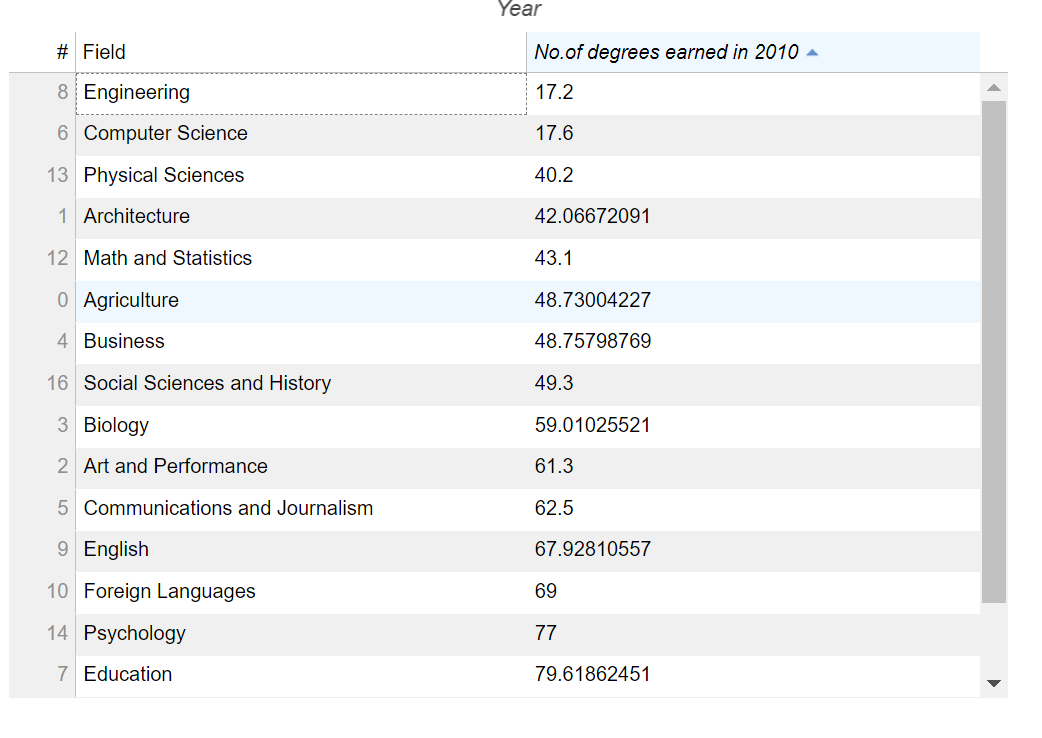 Year
# Field No.of degrees earned in 2010
8 Engineering 17.2
6 Computer Science 17.6
13 Physical Sciences 40.2
1 Architecture 42.06672091
12 Math and Statistics 43.1
0 Agriculture 48.73004227
4 Business 48.75798769
16 Social Sciences and History 49.3
3 Biology 59.01025521
2 Art and Performance 61.3
5 Communications and Journalism 62.5
9 English 67.92810557
10 Foreign Languages 69
14 Psychology 77
7 Education 79.61862451